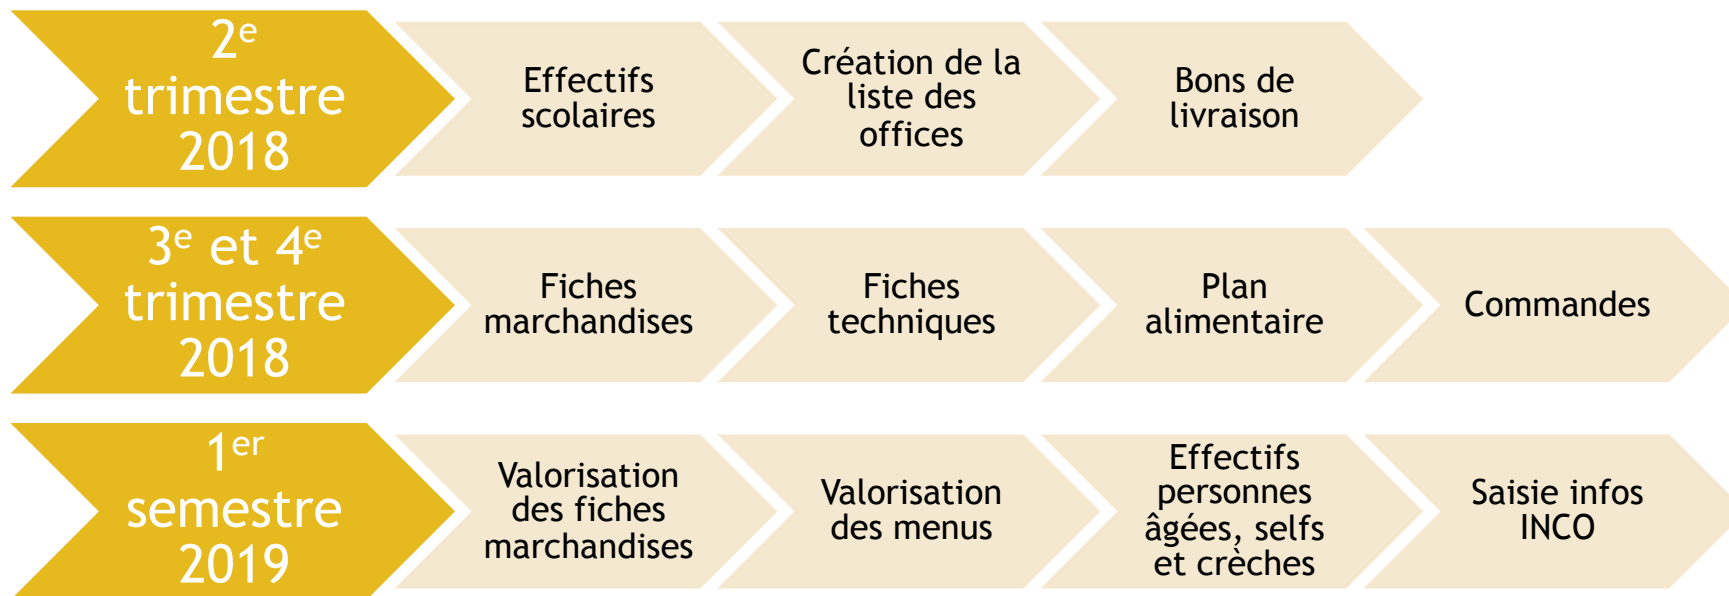 2e
trimestre
2018
Effectifs
scolaires
Création de la
liste des
offices
Bons de
livraison
3e et 4e
trimestre
2018
Fiches
marchandises
Fiches
techniques
Plan
alimentaire
Commandes
1er
semestre
2019
Valorisation
des fiches
marchandises
Valorisation
des menus
Effectifs
personnes
âgées, selfs
et crèches
Saisie infos
INCO